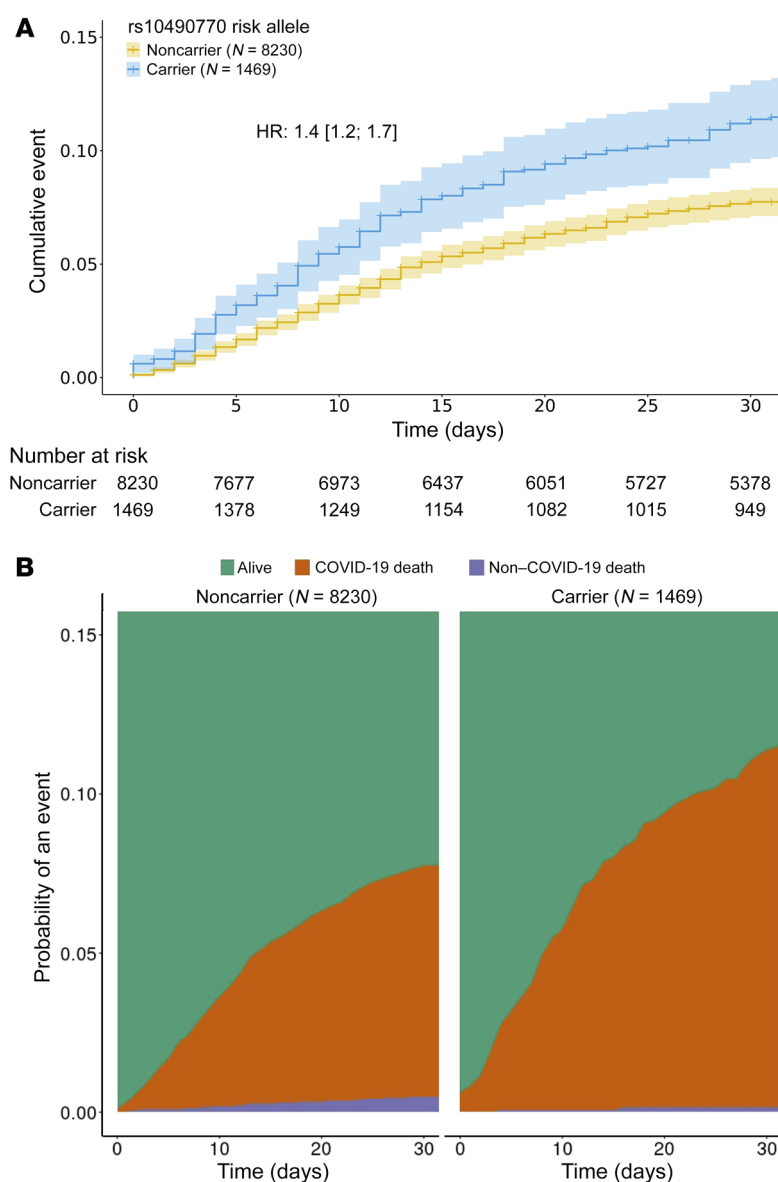 A
rs10490770 risk allele
Noncarrier (N = 8230)
Carrier (N = 1469)
HR: 1.4 [1.2; 1.7]
Cumulative event
0.15
0.10
0.05
0.00
0 5 10 15 20 25 30
Time (days)
Number at risk
Noncarrier 8230 7677 6973 6437 6051 5727 5378
Carrier 1469 1378 1249 1154 1082 1015 949
B
Alive COVID-19 death Non–COVID-19 death
Noncarrier (N = 8230) Carrier (N = 1469)
Probability of an event
0.15
0.10
0.05
0.00
0 10 20 30 0 10 20 30
Time (days) Time (days)